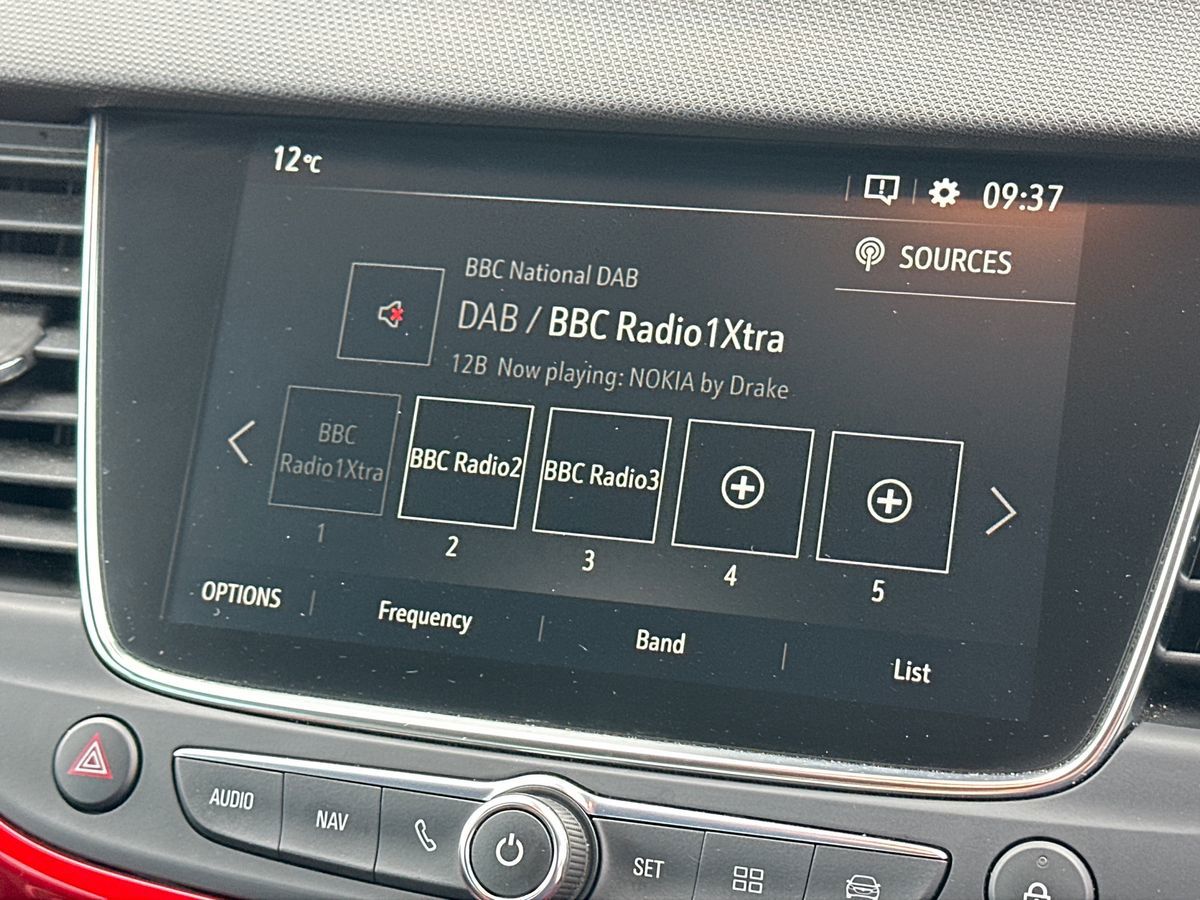 12°C
09:37
SOURCES
BBC National DAB
DAB / BBC Radio1Xtra
12B Now playing: NOKIA by Drake
BBC
Radio1Xtra
BBC Radio2
BBC Radio3
1
2
3
4
5
OPTIONS
Frequency
Band
List
AUDIO
NAV
SET